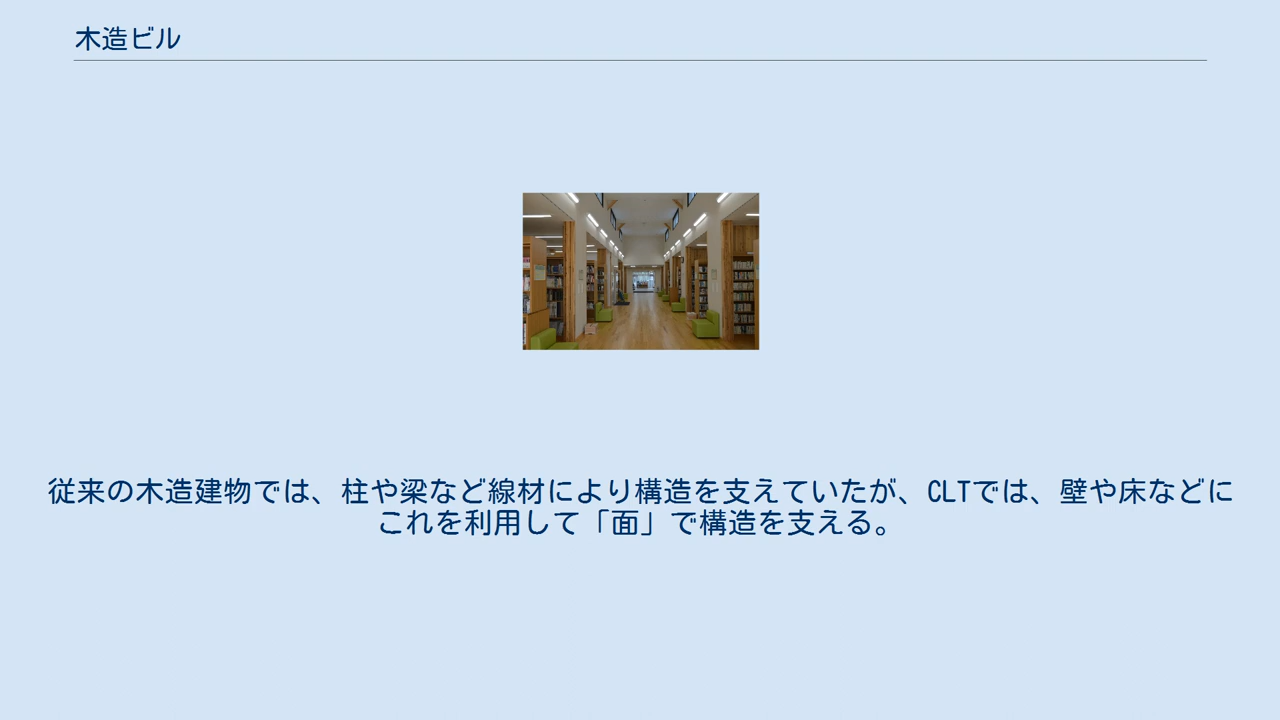 木造ビル
従来の木造建物では、柱や梁など線材により構造を支えていたが、CLTでは、壁や床などに
これを利用して「面」で構造を支える。